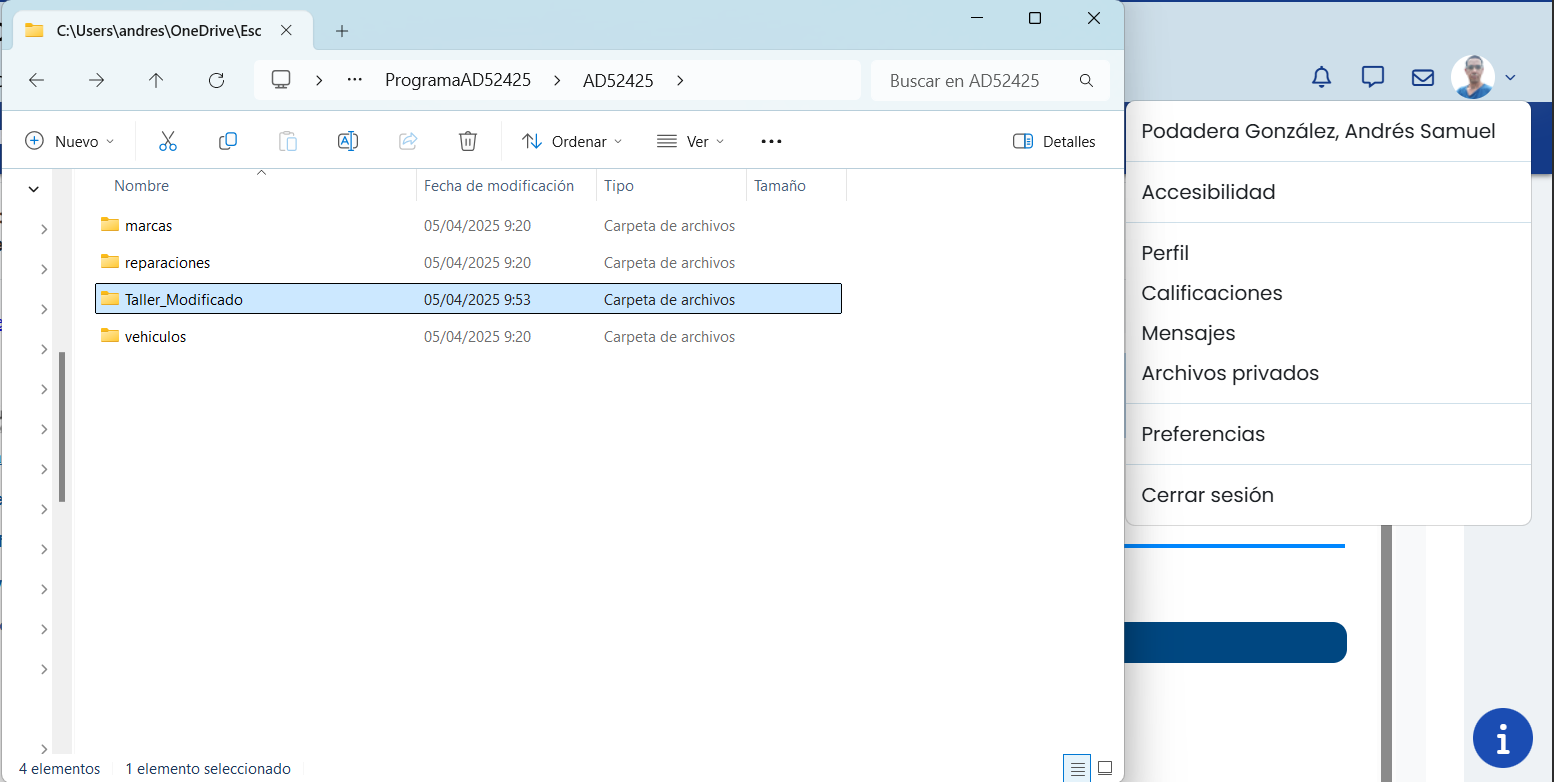 C:\Users\andres\OneDrive\Esc
ProgramaAD52425
AD52425
Buscar en AD52425
Nuevo
Ordenar
Ver
Detalles
Nombre
Fecha de modificación
Tipo
Tamaño
marcas
05/04/2025 9:20
Carpeta de archivos
reparaciones
05/04/2025 9:20
Carpeta de archivos
Taller_Modificado
05/04/2025 9:53
Carpeta de archivos
vehiculos
05/04/2025 9:20
Carpeta de archivos
4 elementos
1 elemento seleccionado
Podadera González, Andrés Samuel
Accesibilidad
Perfil
Calificaciones
Mensajes
Archivos privados
Preferencias
Cerrar sesión